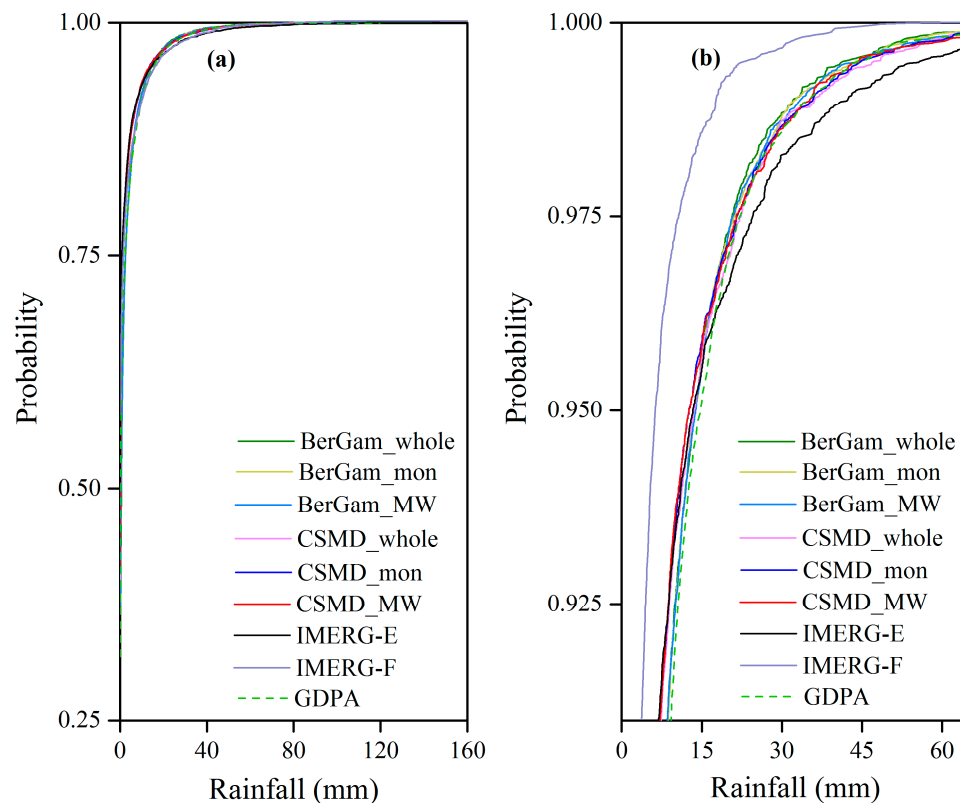 1.00
0.75
0.50
0.25
Probability
(a)
BerGam_whole
BerGam_mon
BerGam_MW
CSMD_whole
CSMD_mon
CSMD_MW
IMERG-E
IMERG-F
GDPA
0 40 80 120 160
Rainfall (mm)
1.000
0.975
0.950
0.925
Probability
(b)
BerGam_whole
BerGam_mon
BerGam_MW
CSMD_whole
CSMD_mon
CSMD_MW
IMERG-E
IMERG-F
GDPA
0 15 30 45 60
Rainfall (mm)